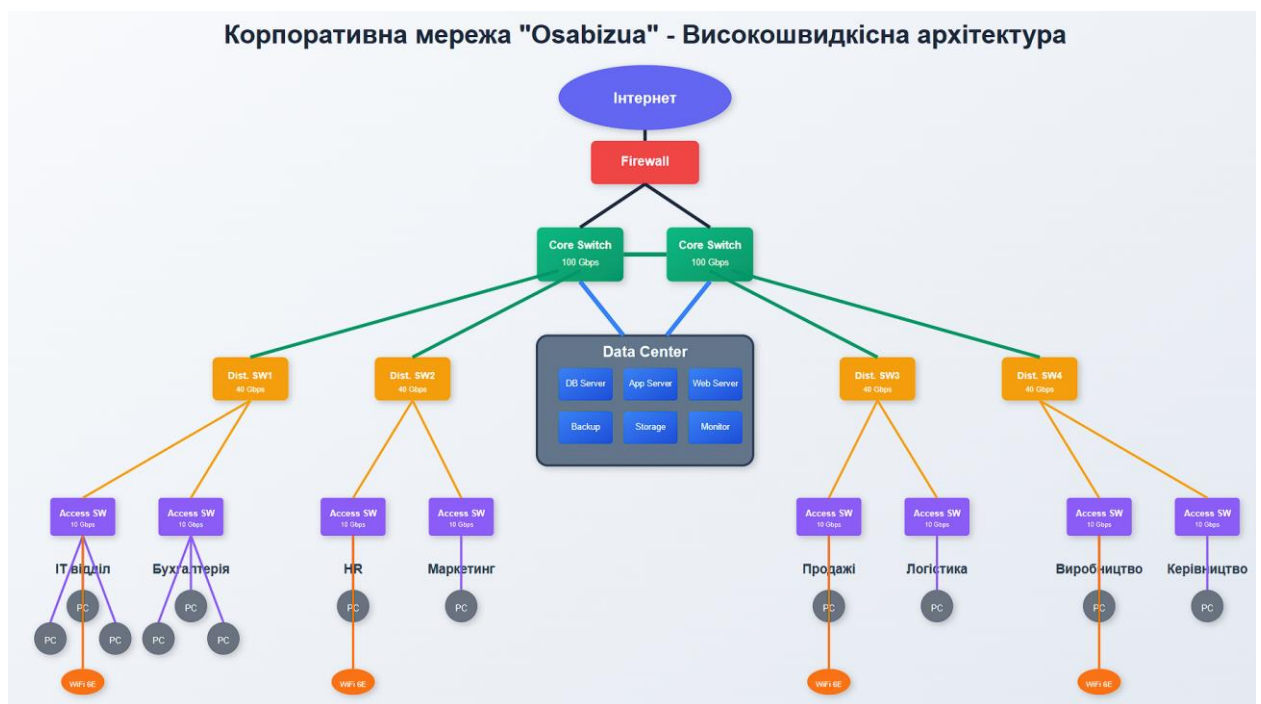 Корпоративна мережа "Osabizua" - Високошвидкісна архітектура
Інтернет
Firewall
Core Switch
100 Gbps
Core Switch
100 Gbps
Data Center
DB Server
App Server
Web Server
Backup
Storage
Monitor
Dist. SW1
40 Gbps
Dist. SW2
40 Gbps
Dist. SW3
40 Gbps
Dist. SW4
40 Gbps
Access SW
10 Gbps
Access SW
10 Gbps
Access SW
10 Gbps
Access SW
10 Gbps
Access SW
10 Gbps
Access SW
10 Gbps
Access SW
10 Gbps
Access SW
10 Gbps
ІТ відділ
Бухгалтерія
HR
Маркетинг
Продажі
Логістика
Виробництво
Керівництво
PC
PC
PC
PC
PC
PC
PC
PC
PC
PC
PC
PC
WiFi 6E
WiFi 6E
WiFi 6E
WiFi 6E